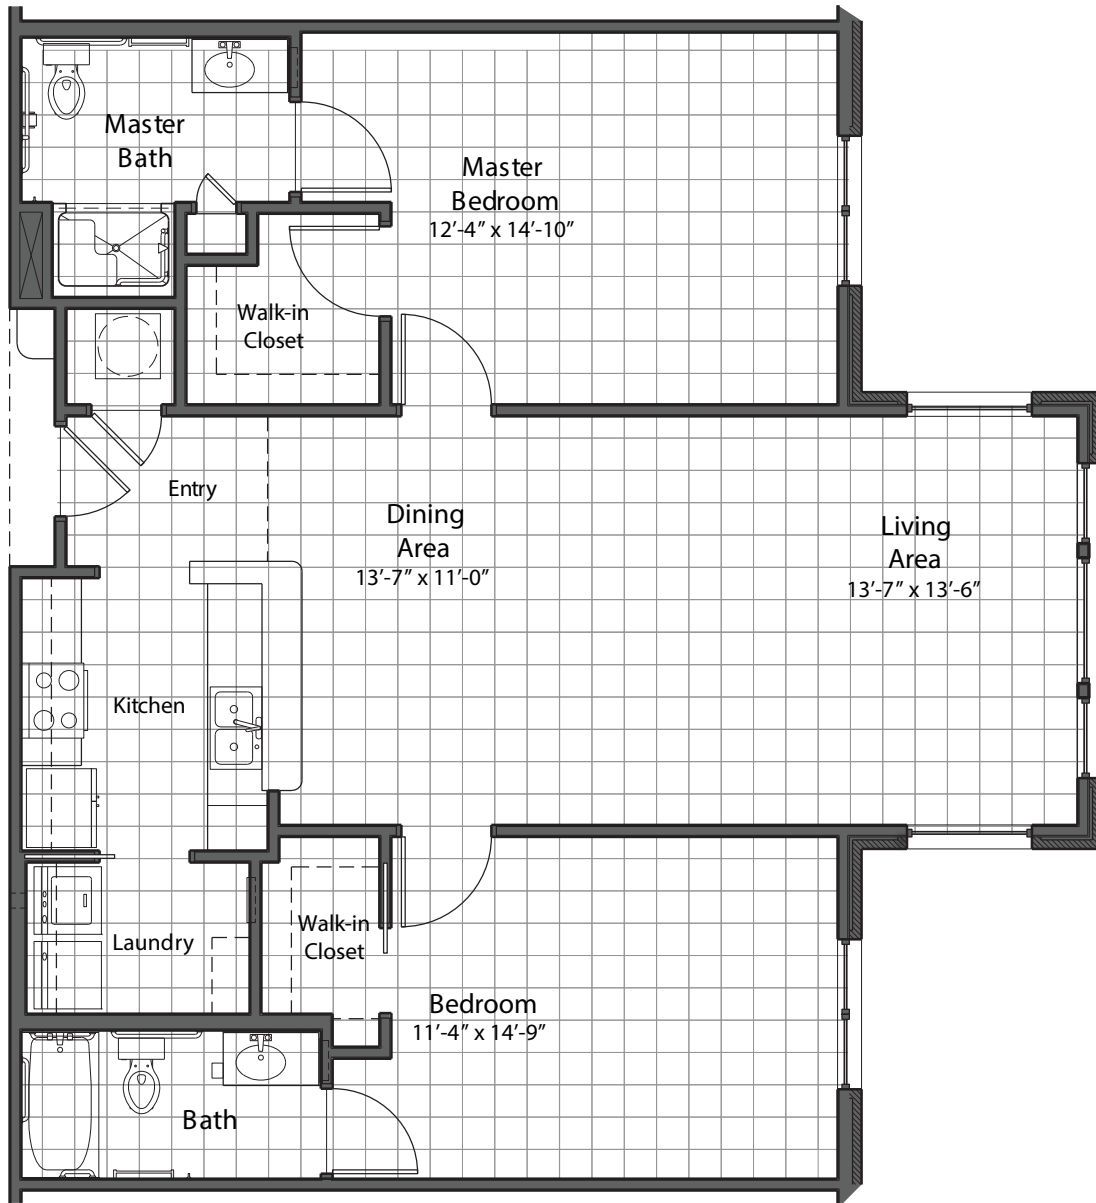 Master
Bath
Master
Bedroom
12’-4” x 14’-10”
Walk-in
Closet
Entry
Dining
Area
13’-7” x 11’-0”
Living
Area
13’-7” x 13’-6”
Kitchen
Laundry
Walk-in
Closet
Bedroom
11’-4” x 14’-9”
Bath